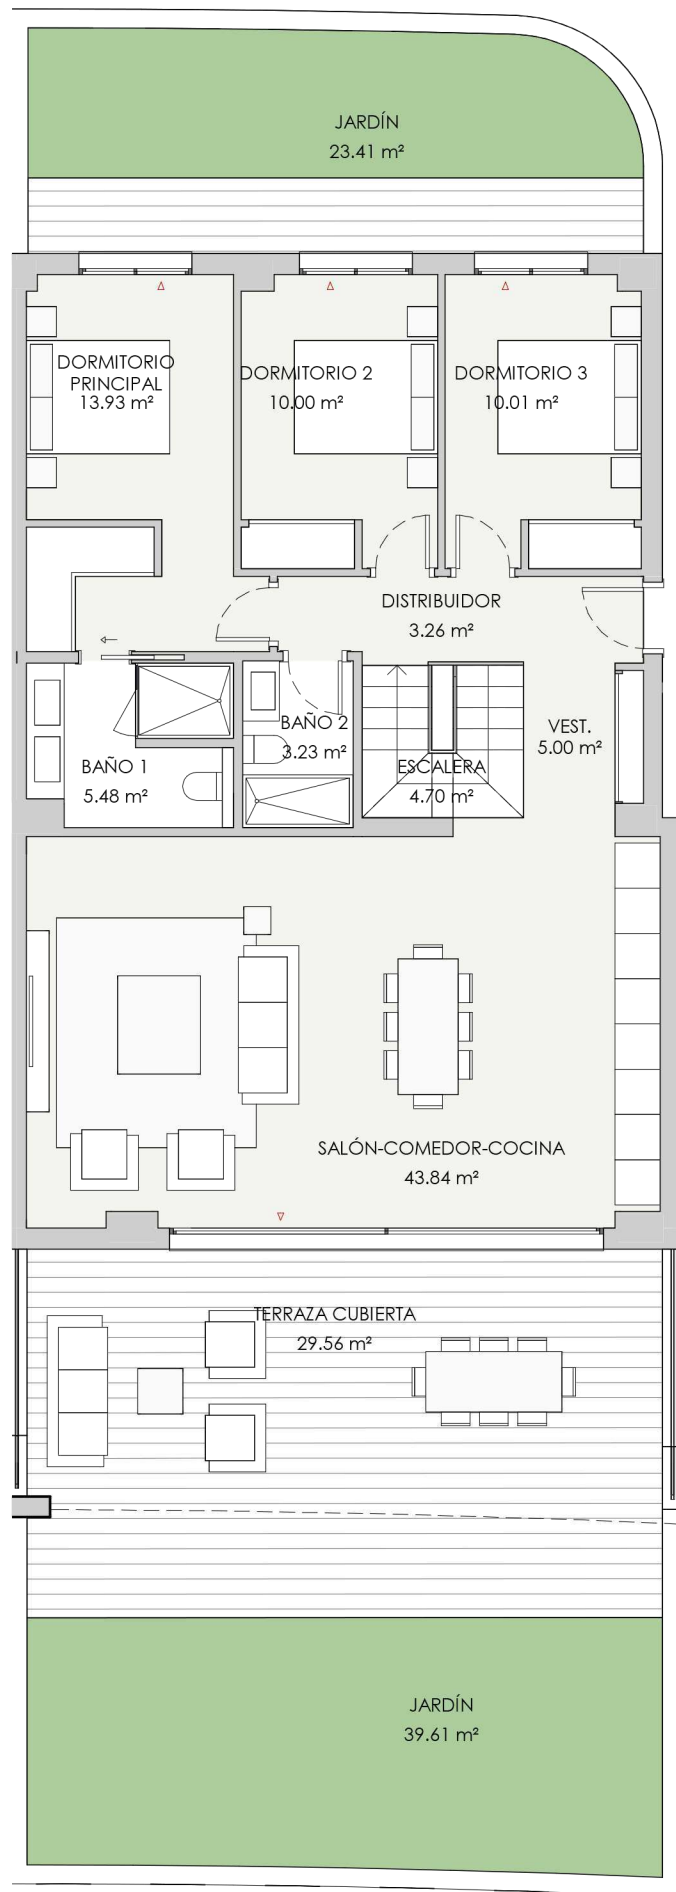 JARDÍN
23.41 m²
DORMITORIO
PRINCIPAL
13.93 m²
DORMITORIO 2
10.00 m²
DORMITORIO 3
10.01 m²
DISTRIBUIDOR
3.26 m²
BAÑO 1
5.48 m²
BAÑO 2
3.23 m²
ESCALERA
4.70 m²
VEST.
5.00 m²
SALÓN-COMEDOR-COCINA
43.84 m²
TERRAZA CUBIERTA
29.56 m²
JARDÍN
39.61 m²